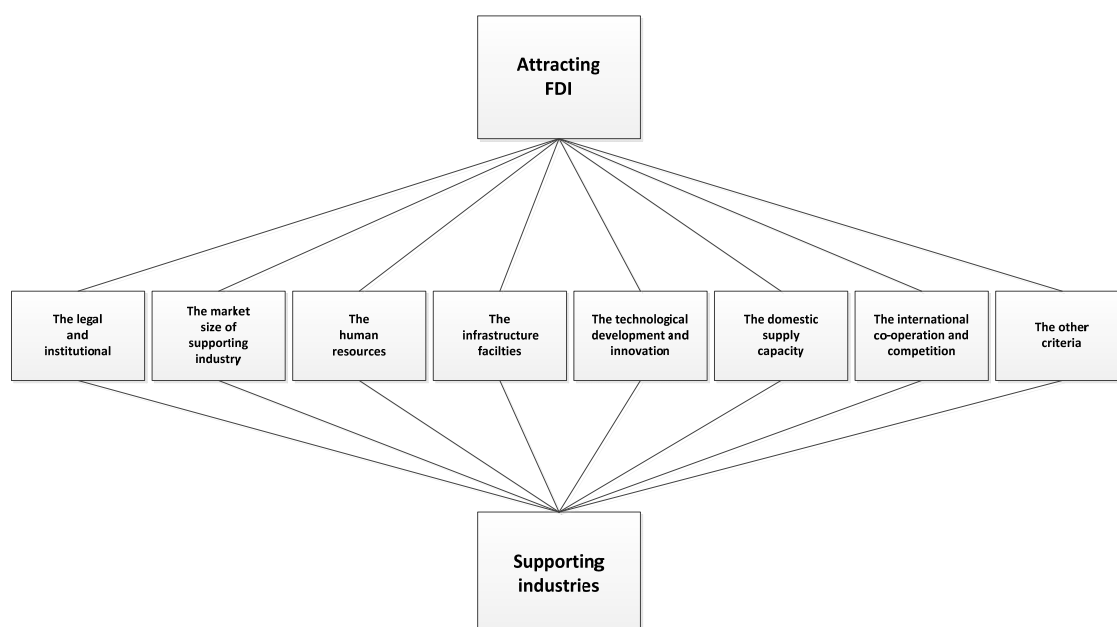 Attracting
FDI
The legal
and
institutional
The market
size of
supporting
industry
The
human
resources
The
infrastructure
facilties
The technological
development and
innovation
The domestic
supply
capacity
The international
co-operation and
competition
The other
criteria
Supporting
industries